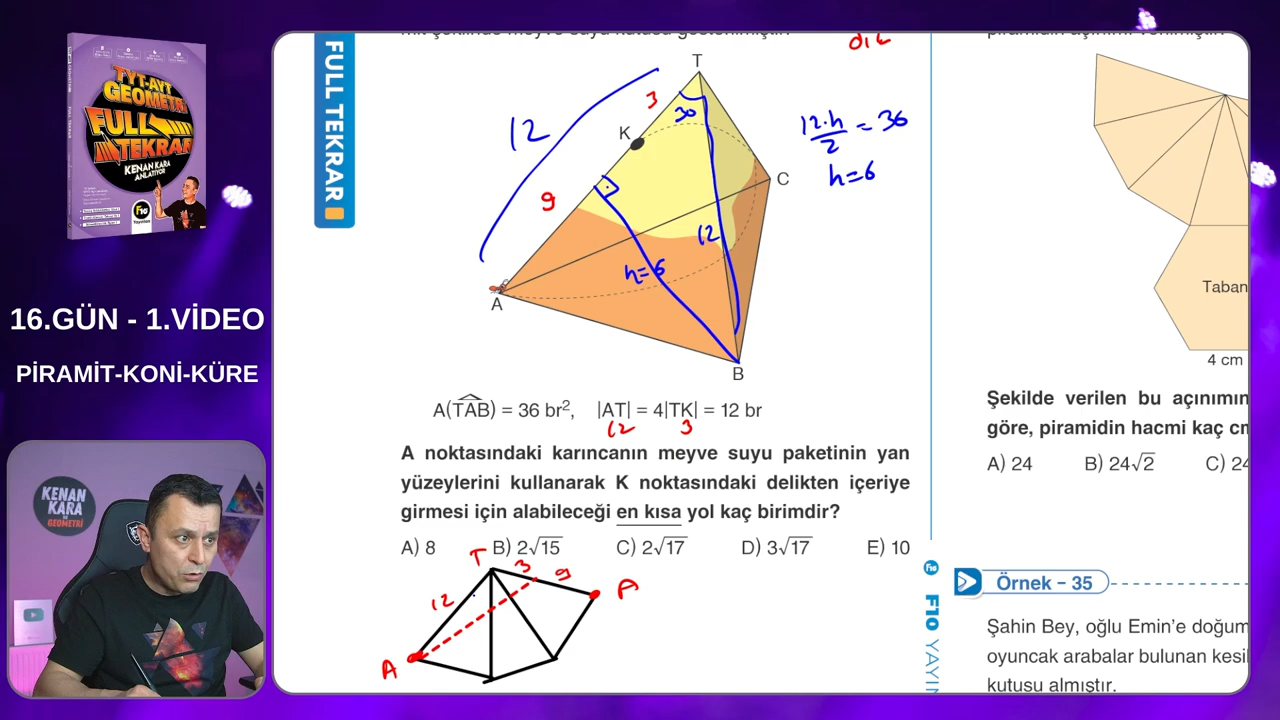 TYT-AYT
GEOMETRİ
FULL
TEKRAR
KENAN KARA
ANLATIYOR
F10
16.GÜN - 1.VİDEO
PİRAMİT-KONİ-KÜRE
KENAN
KARA
GEOMETRİ
FULL TEKRAR
T
3
30
K
12
9
C
12
h=6
A
B
12·h/2 = 36
h=6
A(TAB) = 36 br², |AT| = 4|TK| = 12 br
12 3
A noktasındaki karıncanın meyve suyu paketinin yan
yüzeylerini kullanarak K noktasındaki delikten içeriye
girmesi için alabileceği en kısa yol kaç birimdir?
A) 8 B) 2√15 C) 2√17 D) 3√17 E) 10
T
3 9
A
12
A
F10 YAYIN
Taban
4 cm
Şekilde verilen bu açınımın
göre, piramidin hacmi kaç cm
A) 24 B) 24√2 C) 24
Örnek – 35
Şahin Bey, oğlu Emin'e doğum
oyuncak arabalar bulunan kesil
kutusu almıştır.